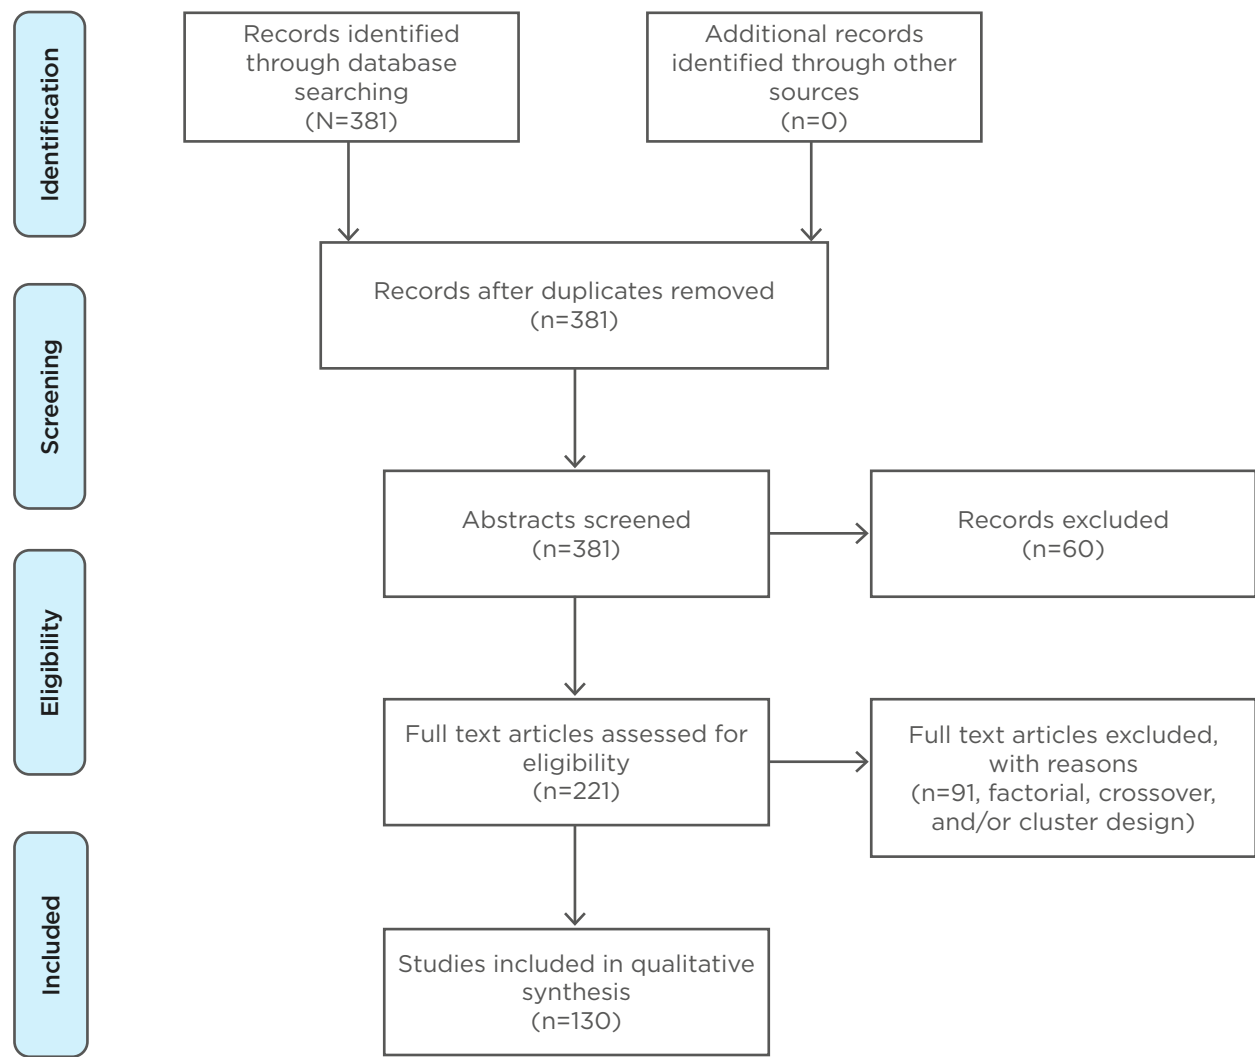 Identification
Records identified
through database
searching
(N=381)
Additional records
identified through other
sources
(n=0)
Records after duplicates removed
(n=381)
Screening
Abstracts screened
(n=381)
Records excluded
(n=60)
Eligibility
Full text articles assessed for
eligibility
(n=221)
Full text articles excluded,
with reasons
(n=91, factorial, crossover,
and/or cluster design)
Included
Studies included in qualitative
synthesis
(n=130)